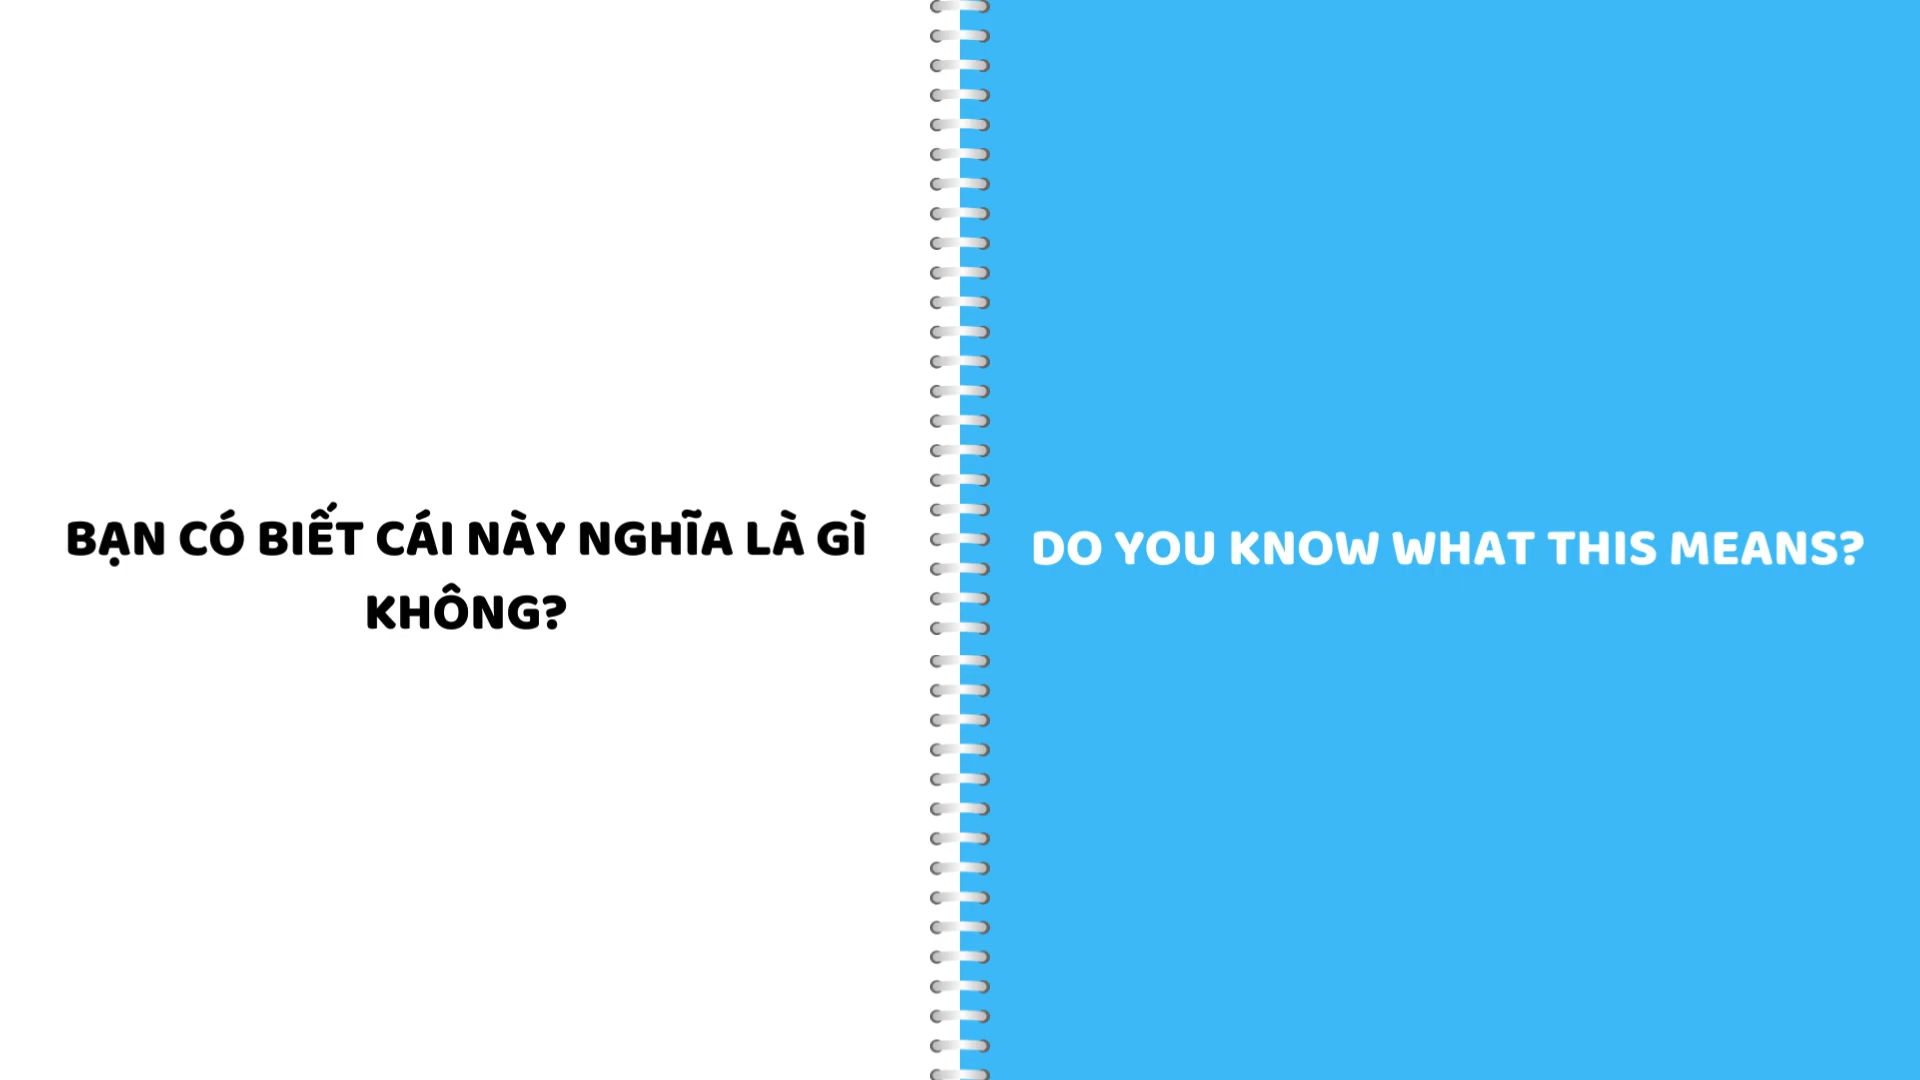 BẠN CÓ BIẾT CÁI NÀY NGHĨA LÀ GÌ
KHÔNG?
DO YOU KNOW WHAT THIS MEANS?